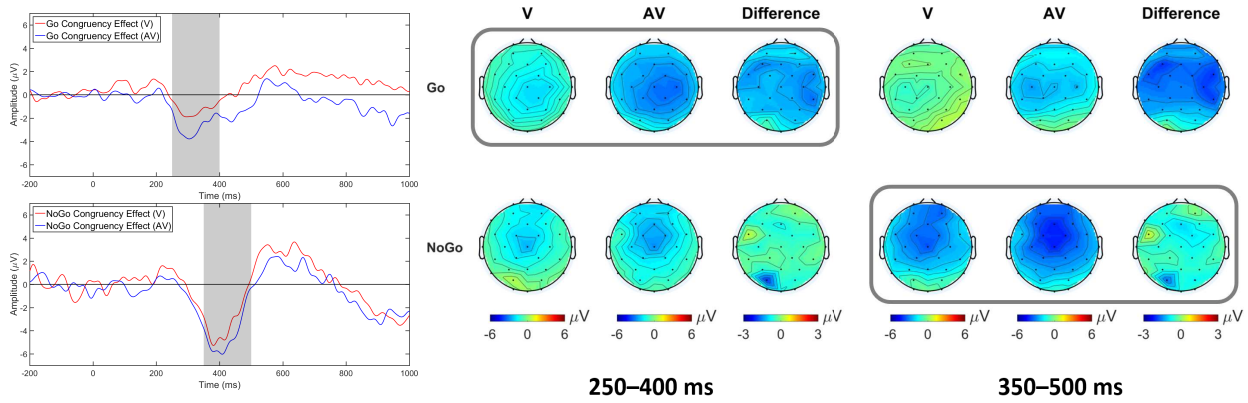 Go Congruency Effect (V)
Go Congruency Effect (AV)
6
4
2
0
-2
-4
-6
Amplitude (μV)
-200 0 200 400 600 800 1000
Time (ms)
NoGo Congruency Effect (V)
NoGo Congruency Effect (AV)
6
4
2
0
-2
-4
-6
Amplitude (μV)
-200 0 200 400 600 800 1000
Time (ms)
V AV Difference V AV Difference
Go
NoGo
μV μV μV μV μV μV
-6 0 6 -6 0 6 -3 0 3 -6 0 6 -6 0 6 -3 0 3
250–400 ms 350–500 ms